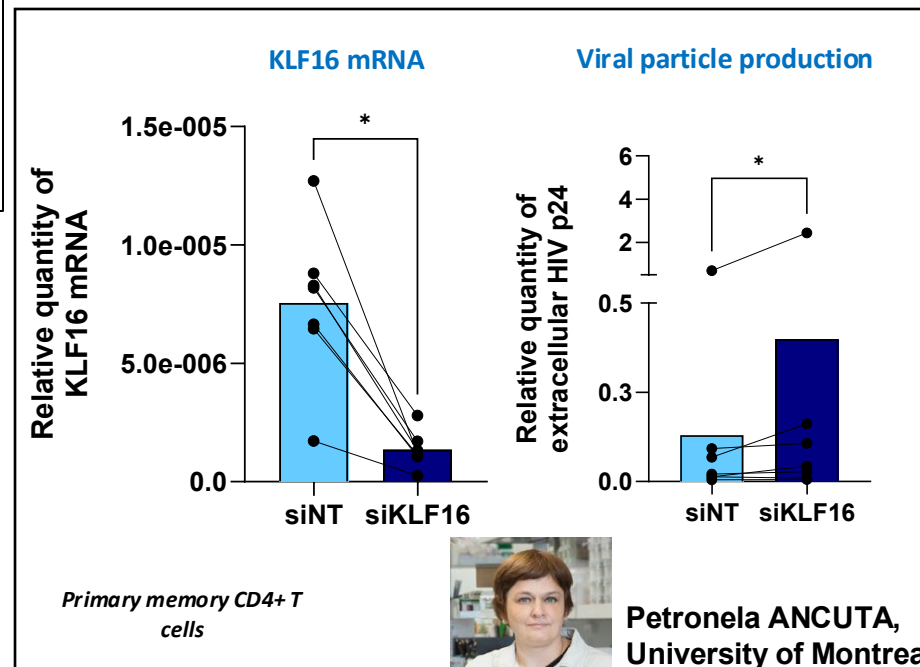 KLF16 mRNA
Viral particle production
Relative quantity of
KLF16 mRNA
1.5e-005
1.0e-005
5.0e-006
0.0
*
siNT
siKLF16
Relative quantity of
extracellular HIV p24
6
4
2
0.5
0.3
0.0
*
siNT
siKLF16
Primary memory CD4+ T
cells
Petronela ANCUTA,
University of Montrea